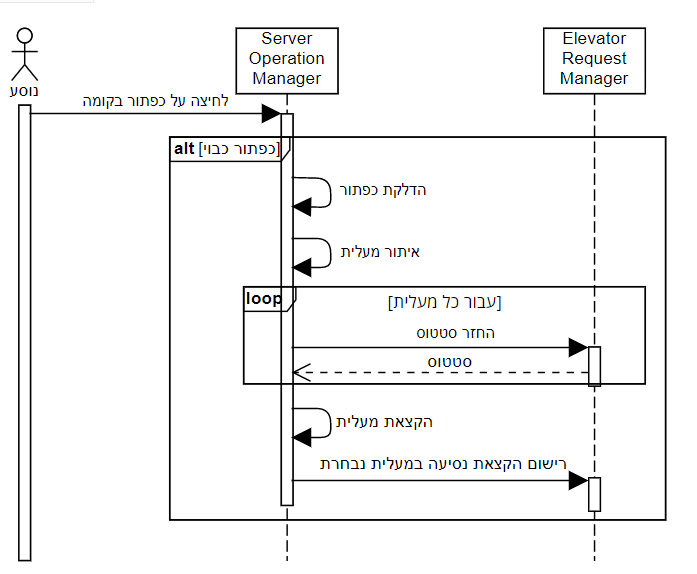 Server
Operation
Manager
Elevator
Request
Manager
נוסע
לחיצה על כפתור בקומה
alt [כפתור כבוי]
הדלקת כפתור
איתור מעלית
loop [עבור כל מעלית]
החזר סטטוס
סטטוס
הקצאת מעלית
רישום הקצאת נסיעה במעלית נבחרת